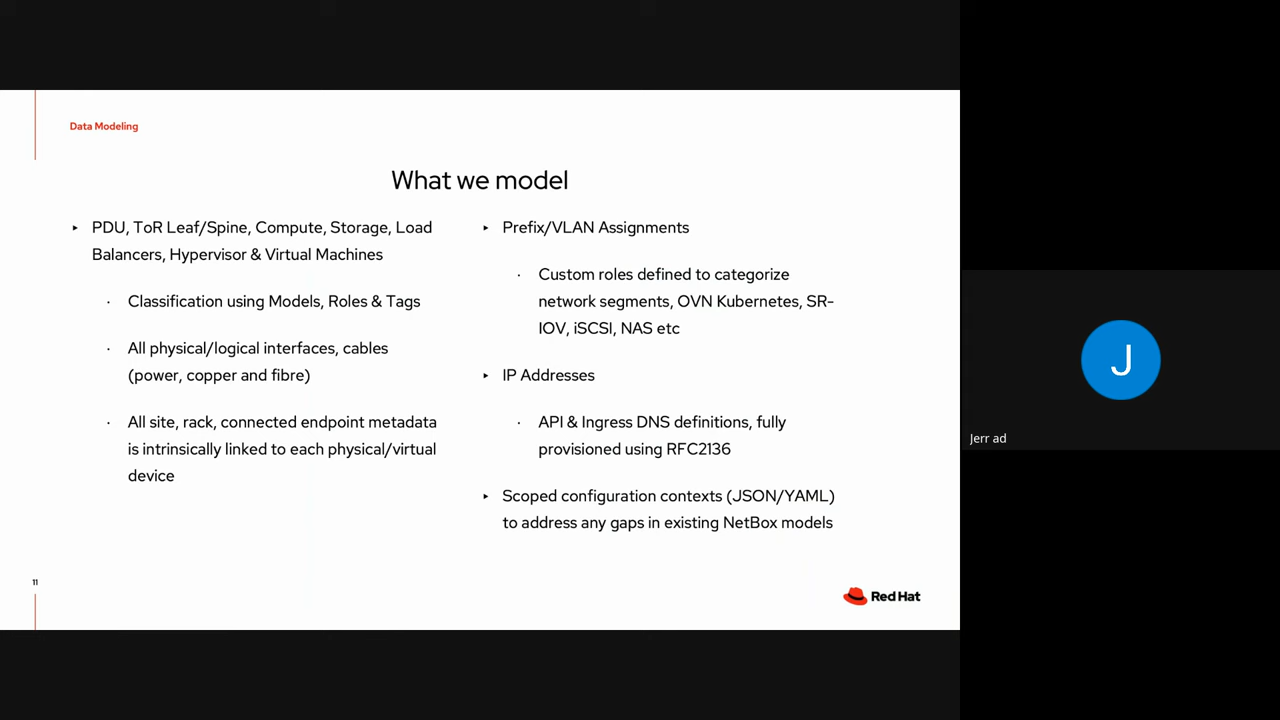 Data Modeling
What we model
▸ PDU, ToR Leaf/Spine, Compute, Storage, Load
Balancers, Hypervisor & Virtual Machines
· Classification using Models, Roles & Tags
· All physical/logical interfaces, cables
(power, copper and fibre)
· All site, rack, connected endpoint metadata
is intrinsically linked to each physical/virtual
device
▸ Prefix/VLAN Assignments
· Custom roles defined to categorize
network segments, OVN Kubernetes, SR-
IOV, iSCSI, NAS etc
▸ IP Addresses
· API & Ingress DNS definitions, fully
provisioned using RFC2136
▸ Scoped configuration contexts (JSON/YAML)
to address any gaps in existing NetBox models
11
Red Hat
J
Jerr ad